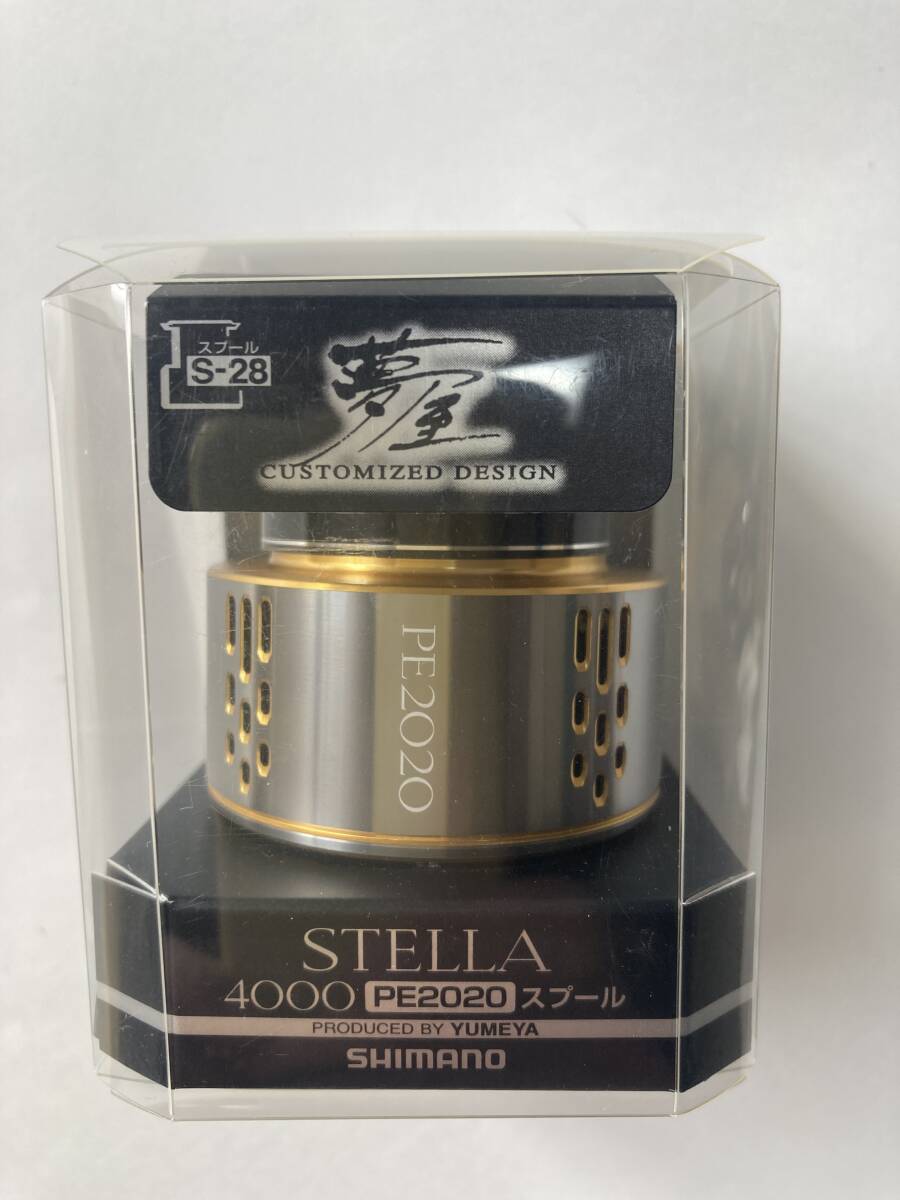 スプール
S-28
夢屋
CUSTOMIZED DESIGN
PE2020
STELLA
4000 PE2020 スプール
PRODUCED BY YUMEYA
SHIMANO